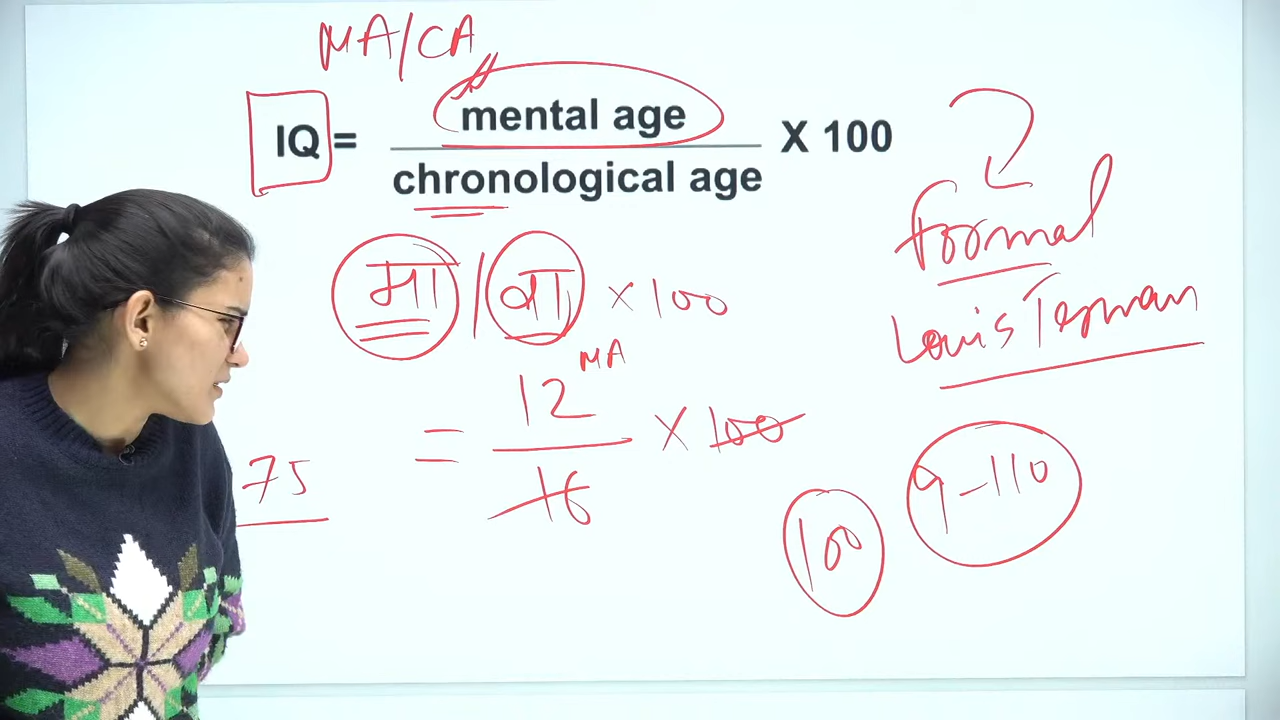 MA/CA
IQ = mental age / chronological age X 100
मा / वा × 100
= 12 MA / 16 × 100
75
formal
Louis Terman
100
9-110